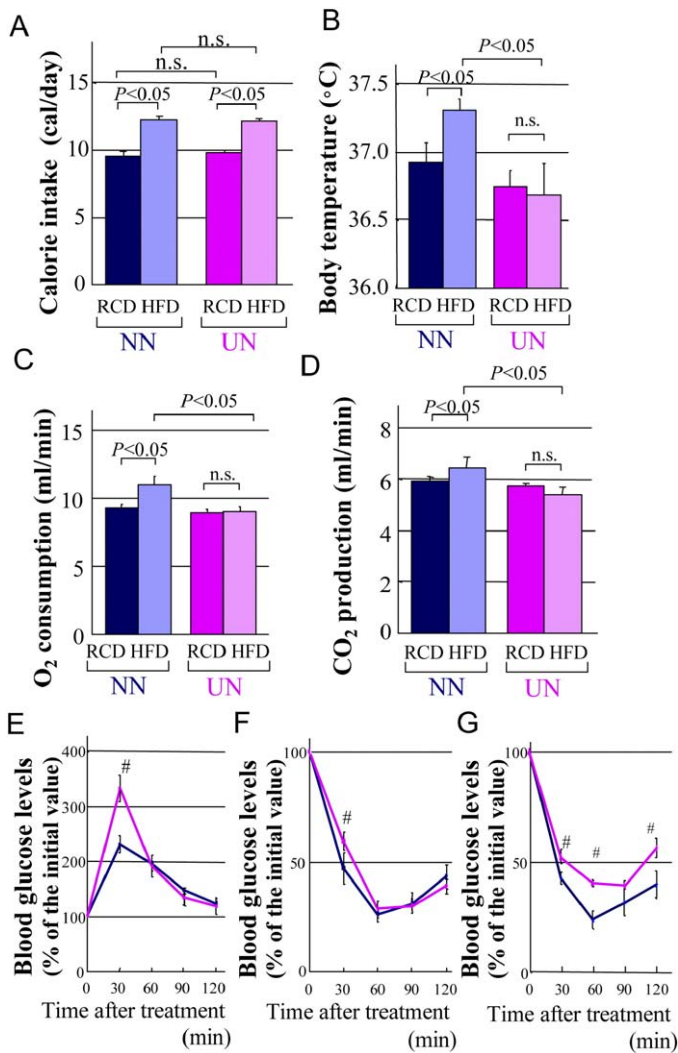 A
Calorie intake (cal/day)
n.s.
n.s.
P<0.05
P<0.05
15
10
5
0
RCD HFD
RCD HFD
NN
UN
B
Body temperature (°C)
P<0.05
P<0.05
n.s.
37.5
37.0
36.5
36.0
RCD HFD
RCD HFD
NN
UN
C
O₂ consumption (ml/min)
P<0.05
P<0.05
n.s.
15
10
5
0
RCD HFD
RCD HFD
NN
UN
D
CO₂ production (ml/min)
P<0.05
P<0.05
n.s.
8
6
4
2
0
RCD HFD
RCD HFD
NN
UN
E
Blood glucose levels
(% of the initial value)
400
300
200
100
#
0 30 60 90 120
Time after treatment
(min)
F
Blood glucose levels
(% of the initial value)
100
50
#
0 30 60 90 120
Time after treatment
(min)
G
Blood glucose levels
(% of the initial value)
100
50
# # #
0 30 60 90 120
Time after treatment
(min)